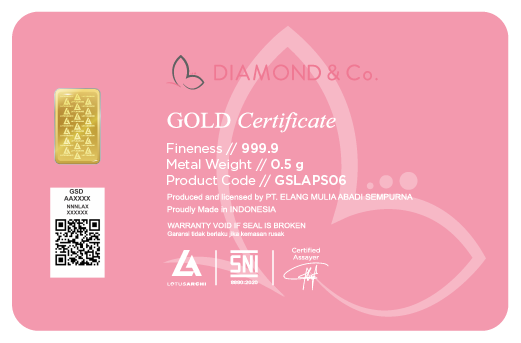 DIAMOND & Co.
GOLD Certificate
Fineness // 999.9
Metal Weight // 0.5 g
Product Code // GSLAPS06
Produced and licensed by PT. ELANG MULIA ABADI SEMPURNA
Proudly Made in INDONESIA
WARRANTY VOID IF SEAL IS BROKEN
Garansi tidak berlaku jika kemasan rusak
GSD
AAXXXX
NNNLAX
XXXXXX
LOTUSARCHI
SNI
Certified
Assayer